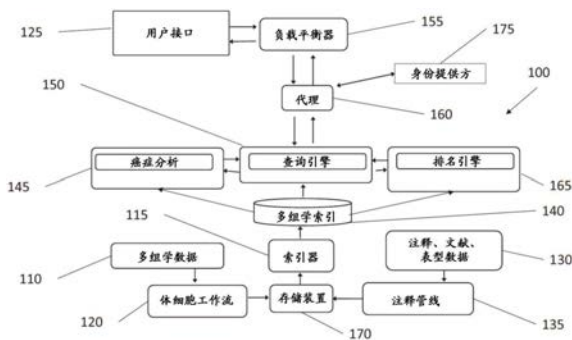 125
用户接口
负载平衡器
155
175
150
代理
160
身份提供方
100
145
癌症分析
查询引擎
排名引擎
165
115
多组学索引
140
110
多组学数据
索引器
注释、文献、
表型数据
130
120
体细胞工作流
存储装置
170
注释管线
135